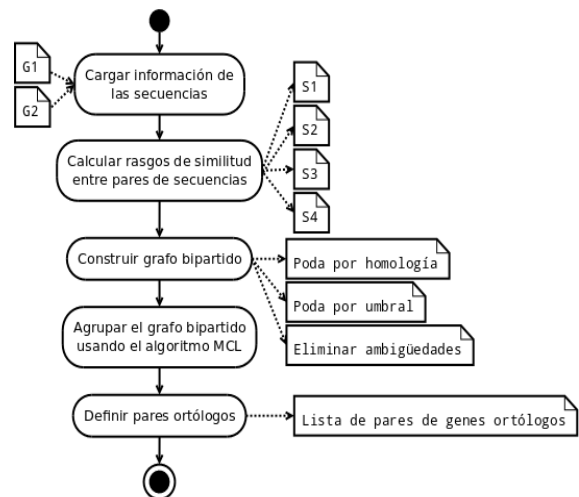 G1
G2
Cargar información de
las secuencias
S1
S2
S3
S4
Calcular rasgos de similitud
entre pares de secuencias
Construir grafo bipartido
Poda por homología
Poda por umbral
Eliminar ambigüedades
Agrupar el grafo bipartido
usando el algoritmo MCL
Definir pares ortólogos
Lista de pares de genes ortólogos